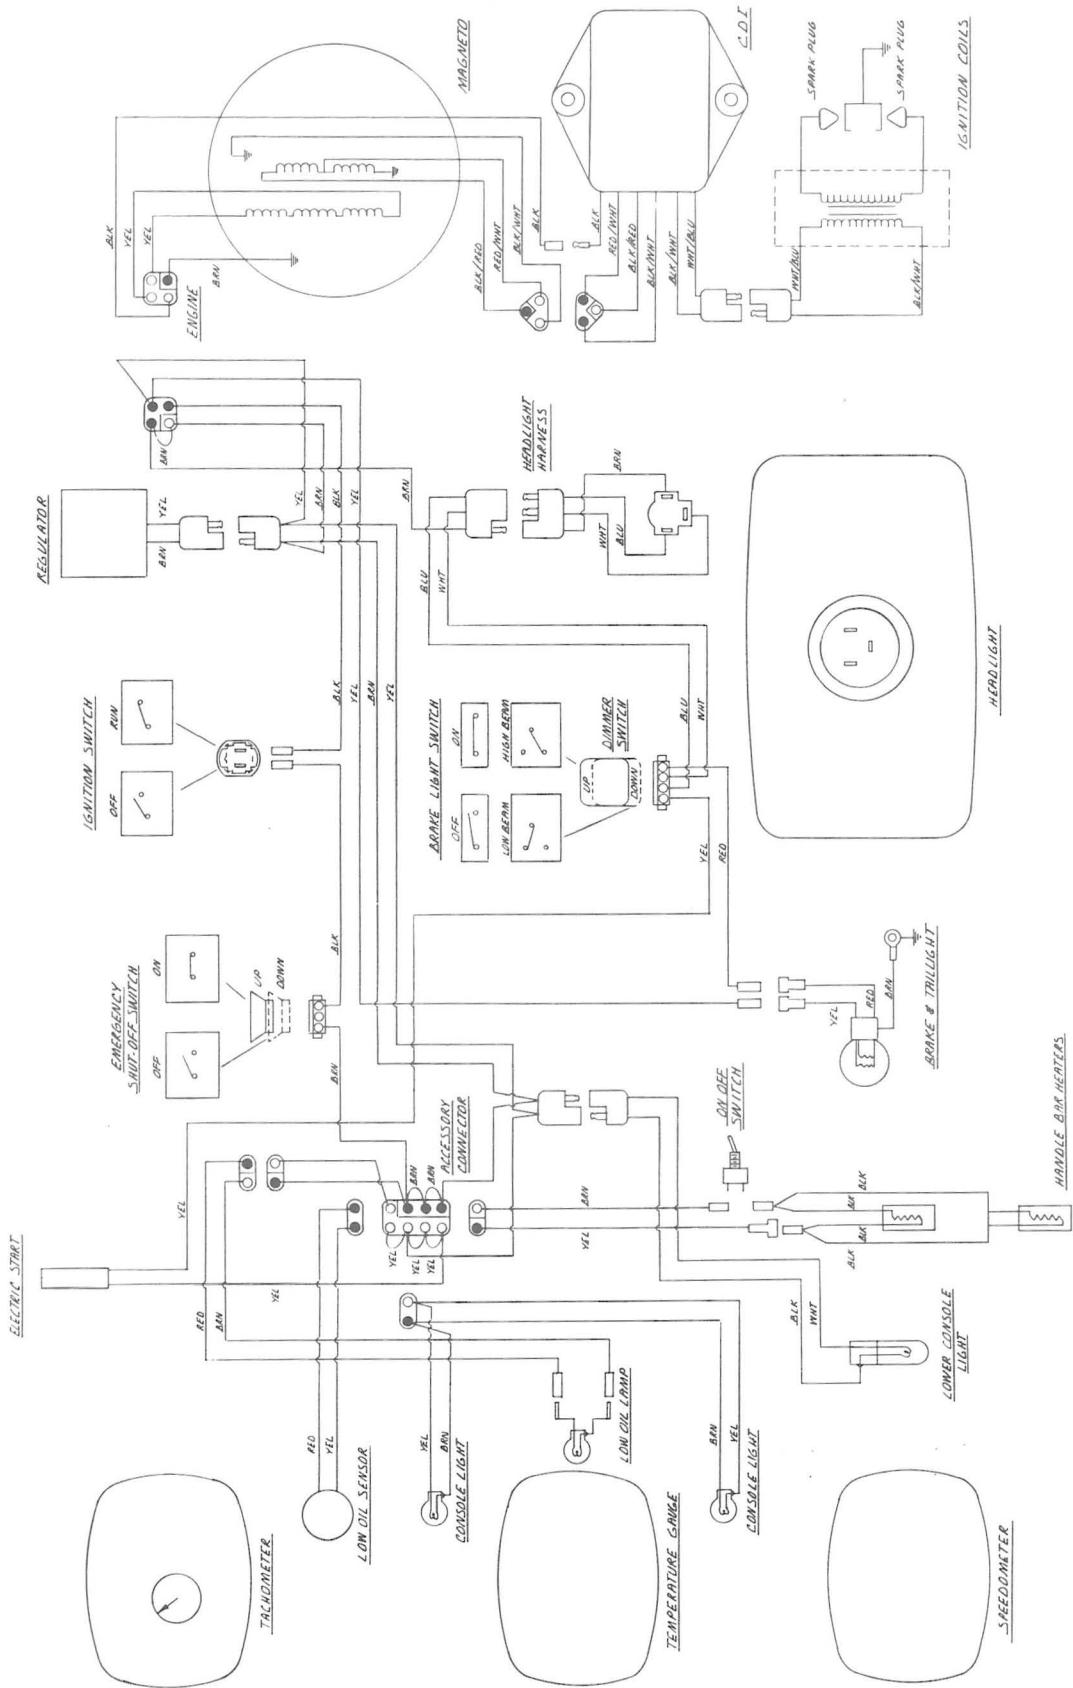 ELECTRIC START
REGULATOR
IGNITION SWITCH
OFF
RUN
EMERGENCY
SHUT-OFF SWITCH
OFF
ON
UP
DOWN
YEL
BRN
YEL
BRN
BLK
YEL
YEL
BRN
ENGINE
BRN
YEL
BLK
YEL
MAGNETO
RED
BRN
YEL
BRN
BLK
BLK
YEL
BRN
YEL
BRN
BRN
YEL
YEL
YEL
ACCESSORY
CONNECTOR
TACHOMETER
RED
YEL
LOW OIL SENSOR
YEL
BRN
CONSOLE LIGHT
BRAKE LIGHT SWITCH
OFF
ON
LOW BEAM
HIGH BEAM
UP
DOWN
DIMMER
SWITCH
BLU
WHT
BRN
HEADLIGHT
HARNESS
WHT
BLU
BRN
BLK/RED
RED/WHT
BLK/WHT
BLK
BLK
RED/WHT
BLK/RED
BLK/WHT
BLK/WHT
WHT/BLU
CDI
BLU
WHT
YEL
RED
BRN
YEL
LOW OIL LAMP
TEMPERATURE GAUGE
BRN
YEL
CONSOLE LIGHT
ON OFF
SWITCH
BLK
WHT
BLK
BLK
BLK
BLK
YEL
RED
BRN
BRAKE & TAILLIGHT
WHT/BLU
BLK/WHT
SPARK PLUG
SPARK PLUG
IGNITION COILS
LOWER CONSOLE
LIGHT
HEADLIGHT
SPEEDOMETER
HANDLE BAR HEATERS